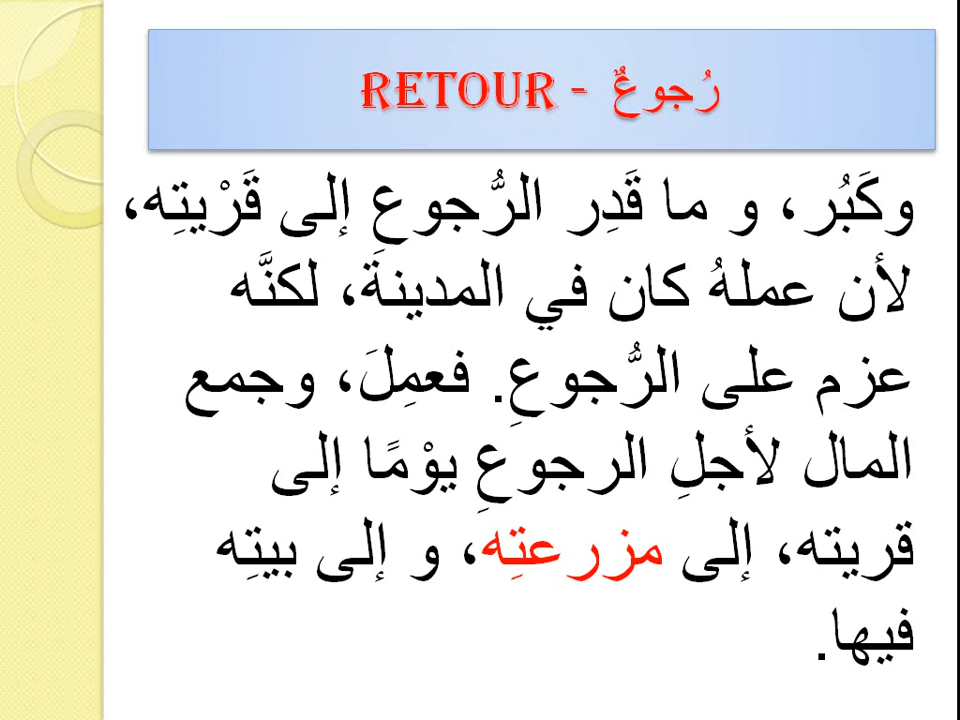 RETOUR - رُجوعٌ
وكَبُر، و ما قَدِر الرُّجوعَ إلى قَرْيتِه،
لأن عملهُ كان في المدينة، لكنَّه
عزم على الرُّجوعِ. فعمِلَ، وجمع
المال لأجلِ الرجوعِ يوْمًا إلى
قريته، إلى مزرعتِه، و إلى بيتِه
فيها.